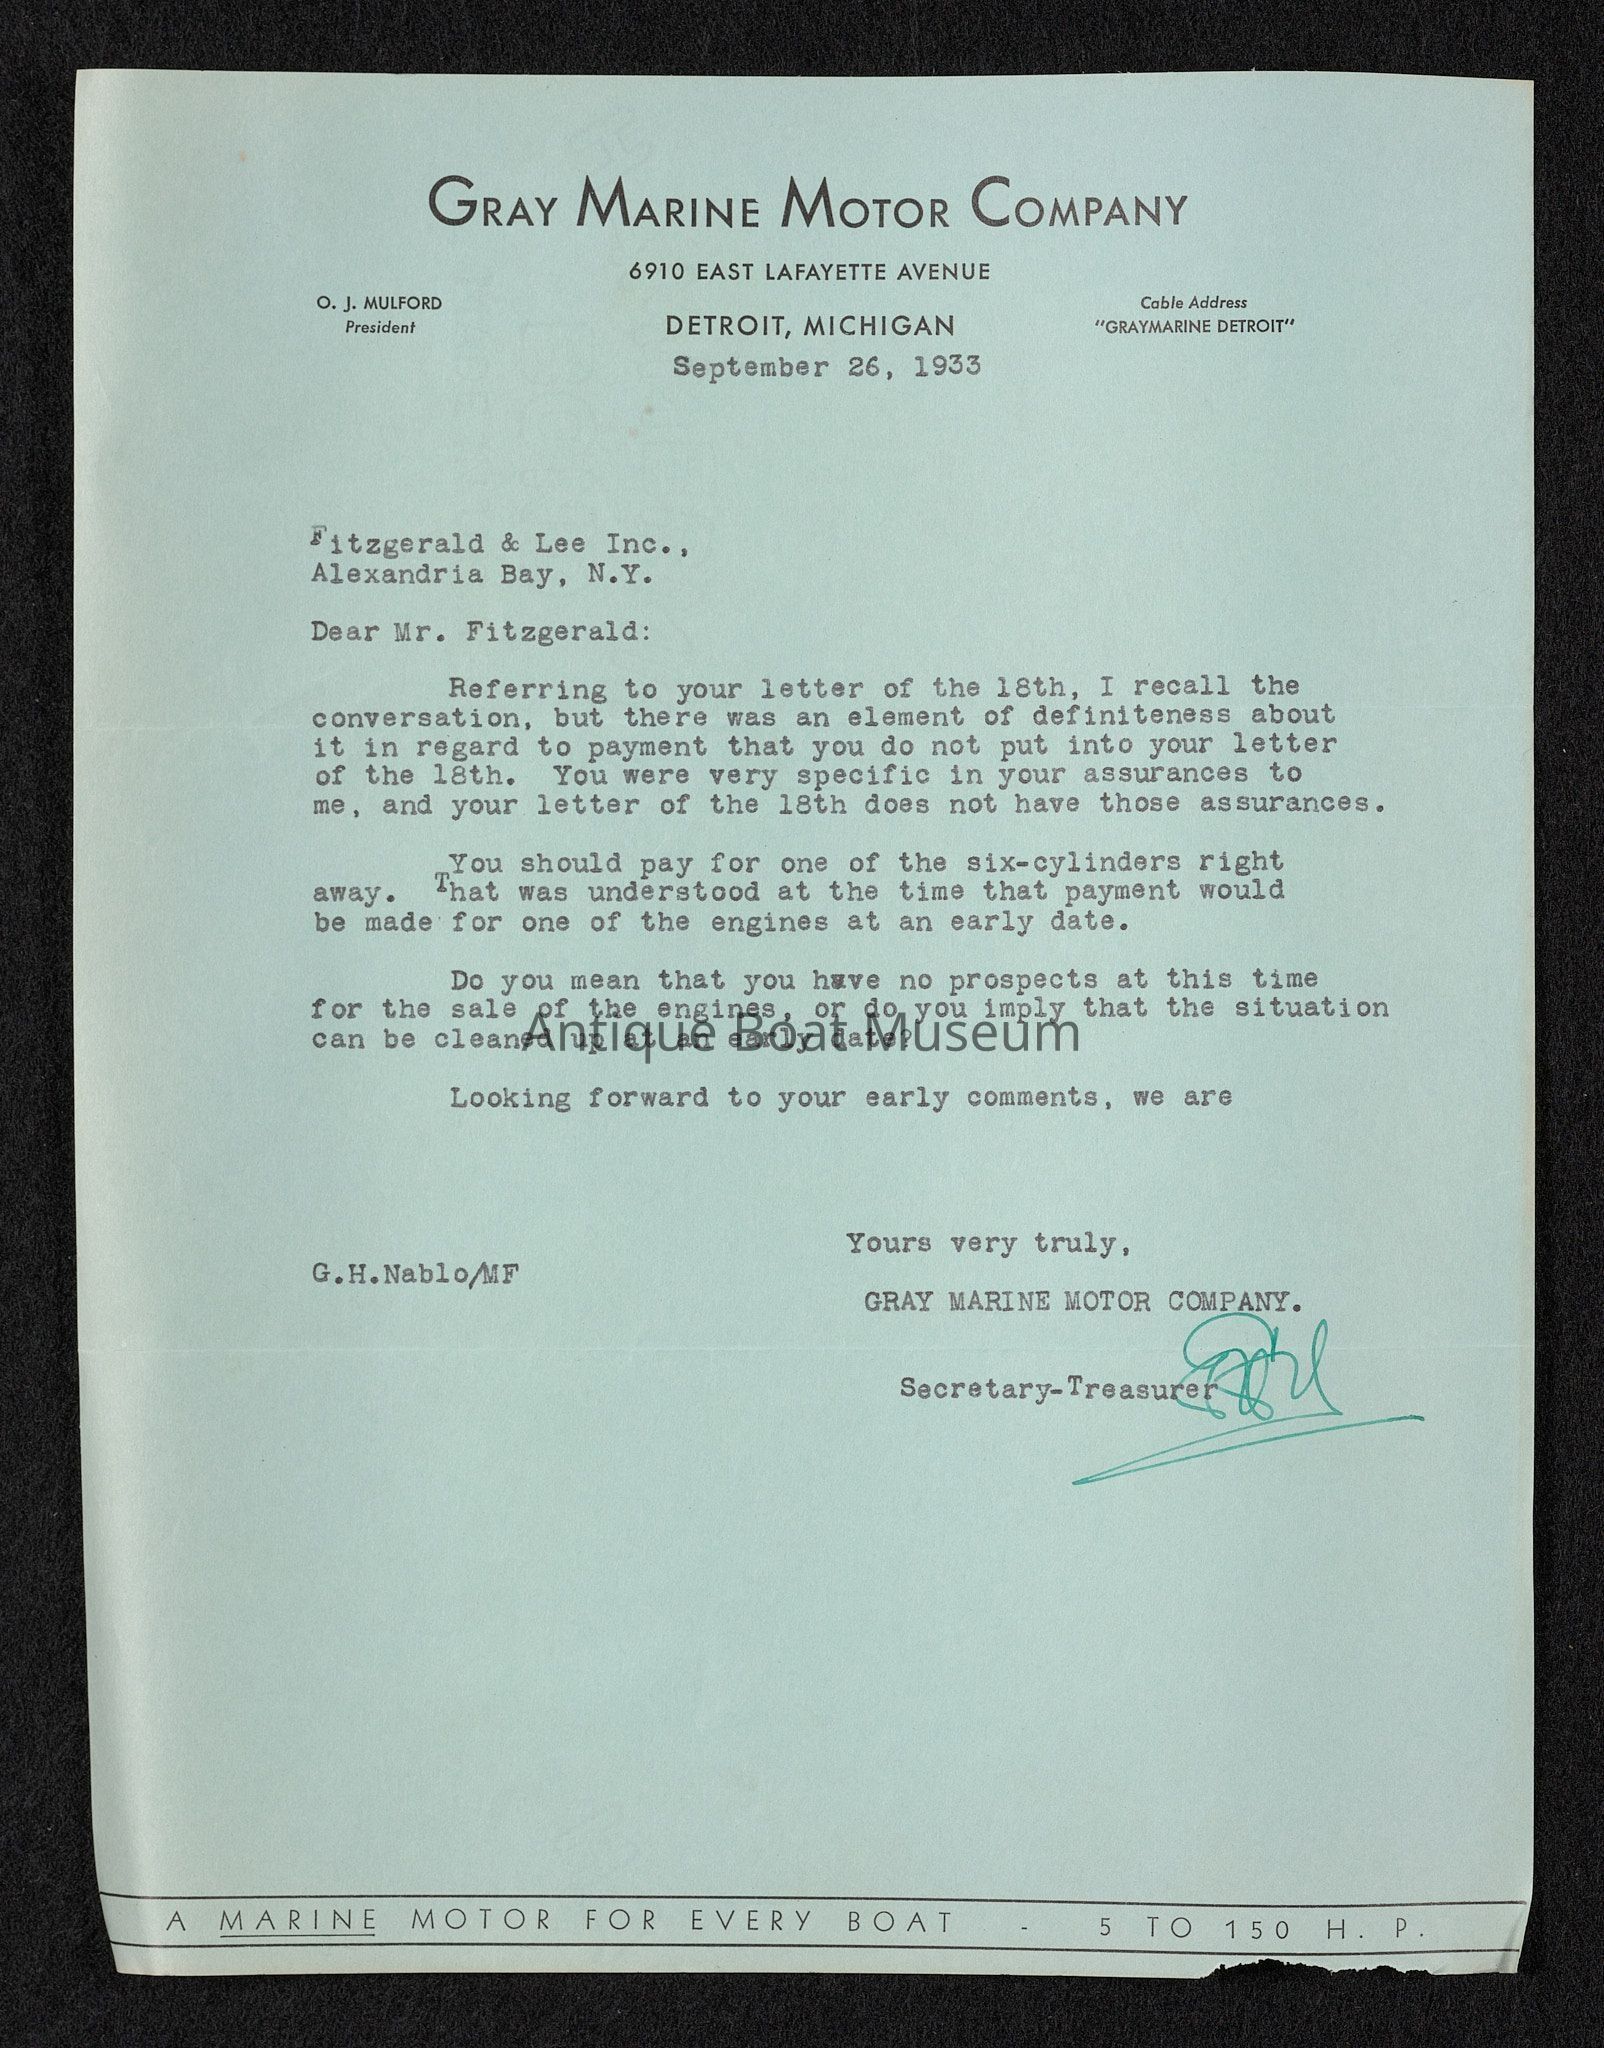 GRAY MARINE MOTOR COMPANY
6910 EAST LAFAYETTE AVENUE
O. J. MULFORD
President
DETROIT, MICHIGAN
Cable Address
"GRAYMARINE DETROIT"
September 26, 1933
Fitzgerald & Lee Inc.,
Alexandria Bay, N.Y.
Dear Mr. Fitzgerald:
Referring to your letter of the 18th, I recall the
conversation, but there was an element of definiteness about
it in regard to payment that you do not put into your letter
of the 18th. You were very specific in your assurances to
me, and your letter of the 18th does not have those assurances.
You should pay for one of the six-cylinders right
away. That was understood at the time that payment would
be made for one of the engines at an early date.
Do you mean that you have no prospects at this time
for the sale of the engines, or do you imply that the situation
can be cleaned up at an early date?
Antique Boat Museum
Looking forward to your early comments, we are
Yours very truly,
G.H.Nablo/MF
GRAY MARINE MOTOR COMPANY.
Secretary-Treasurer
A MARINE MOTOR FOR EVERY BOAT - 5 TO 150 H. P.